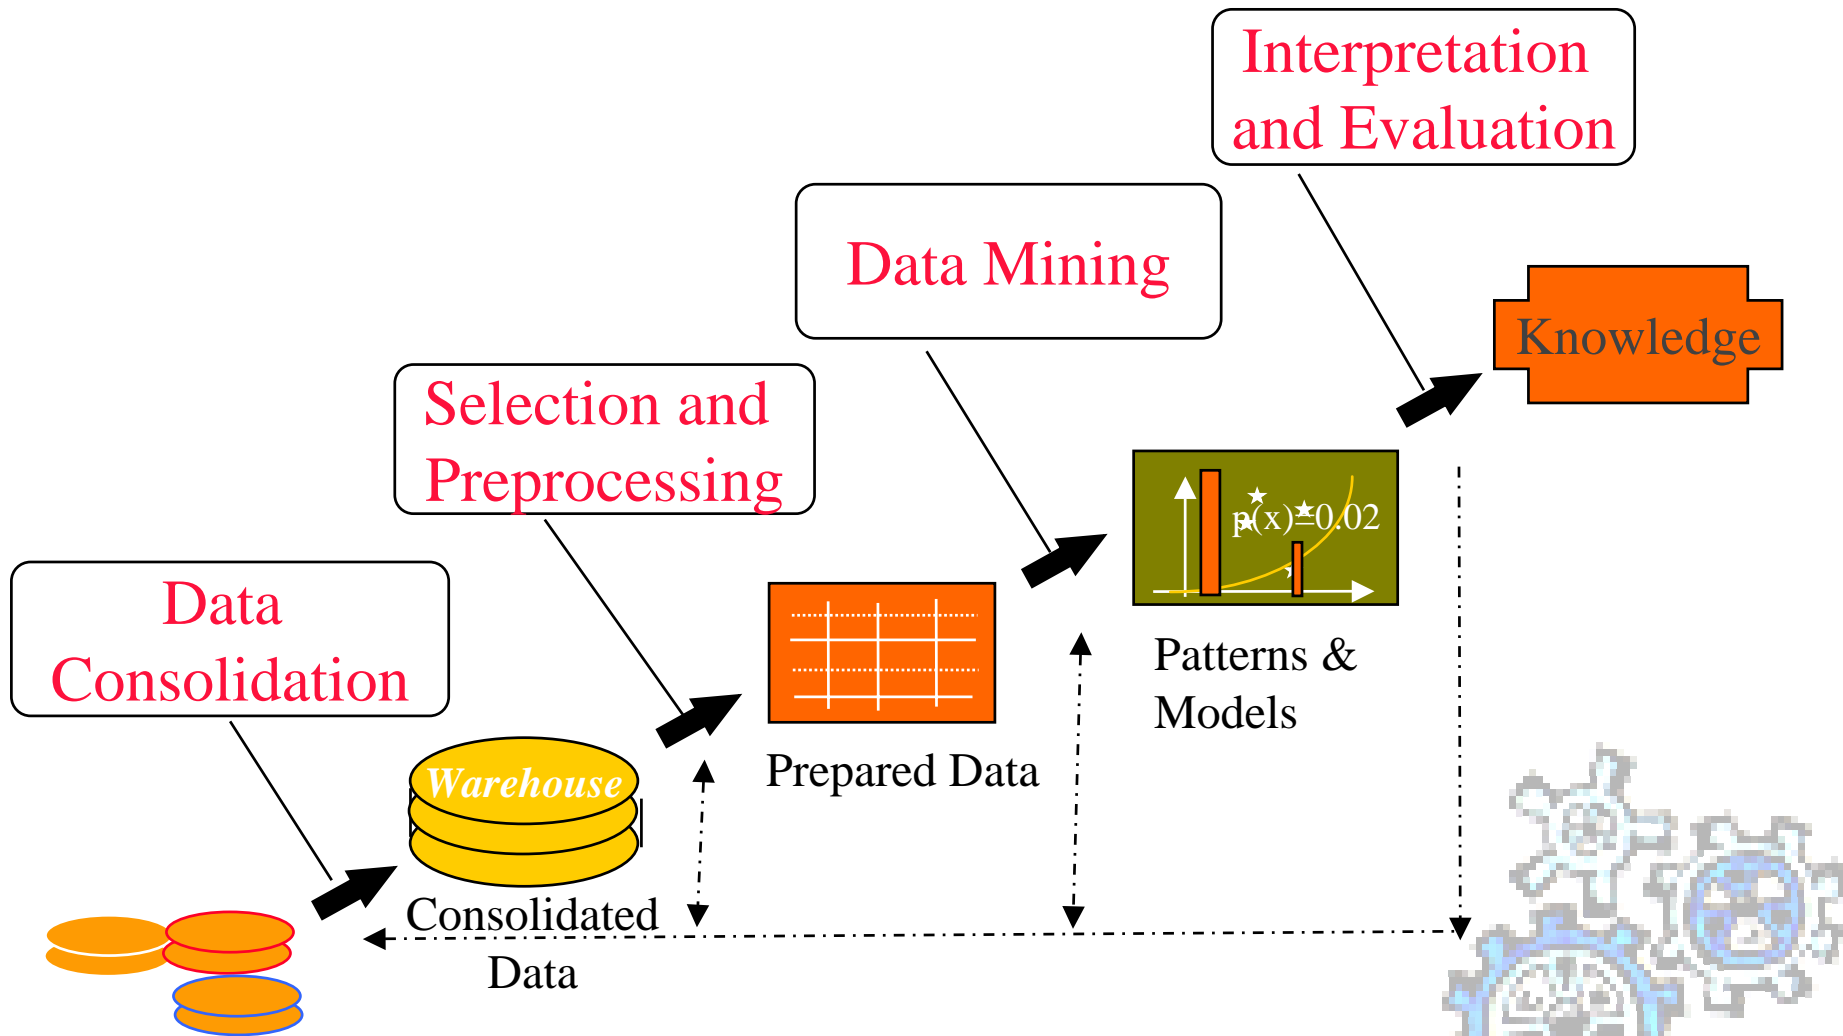 Interpretation
and Evaluation
Data Mining
Knowledge
Selection and
Preprocessing
p(x)=0.02
Data
Consolidation
Patterns &
Models
Warehouse
Prepared Data
Consolidated
Data